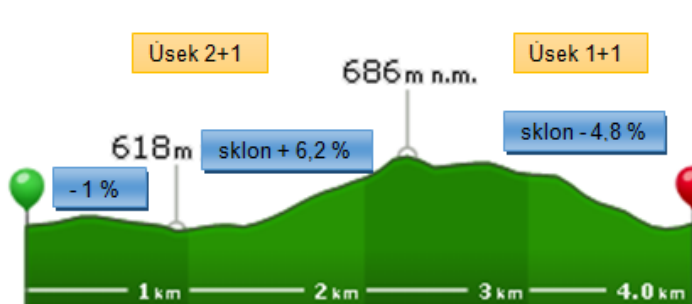 Úsek 2+1
Úsek 1+1
686m n.m.
618m
sklon + 6,2 %
sklon - 4,8 %
- 1 %
1 km
2 km
3 km
4.0 km